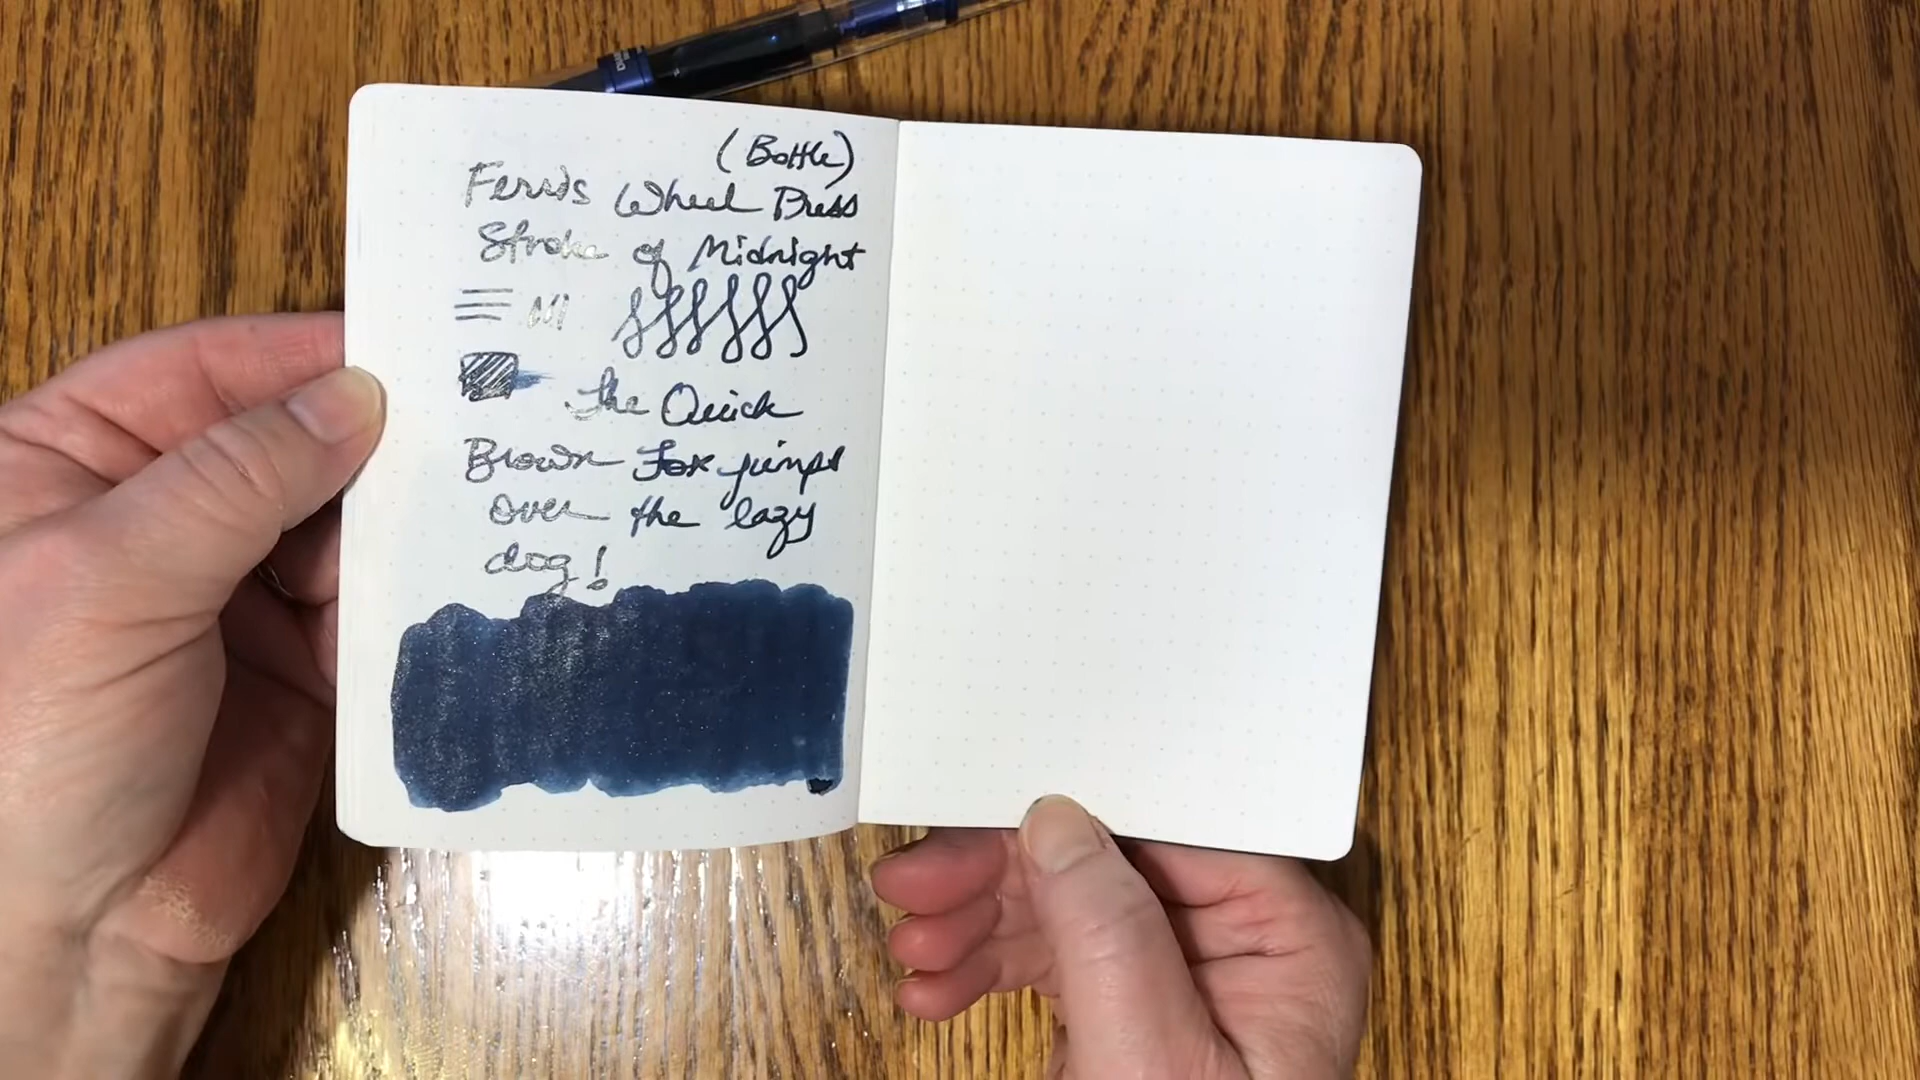 (Bottle)
Ferris Wheel Press
Stroke of Midnight
The Quick
Brown Fox jumps
over the lazy
dog!